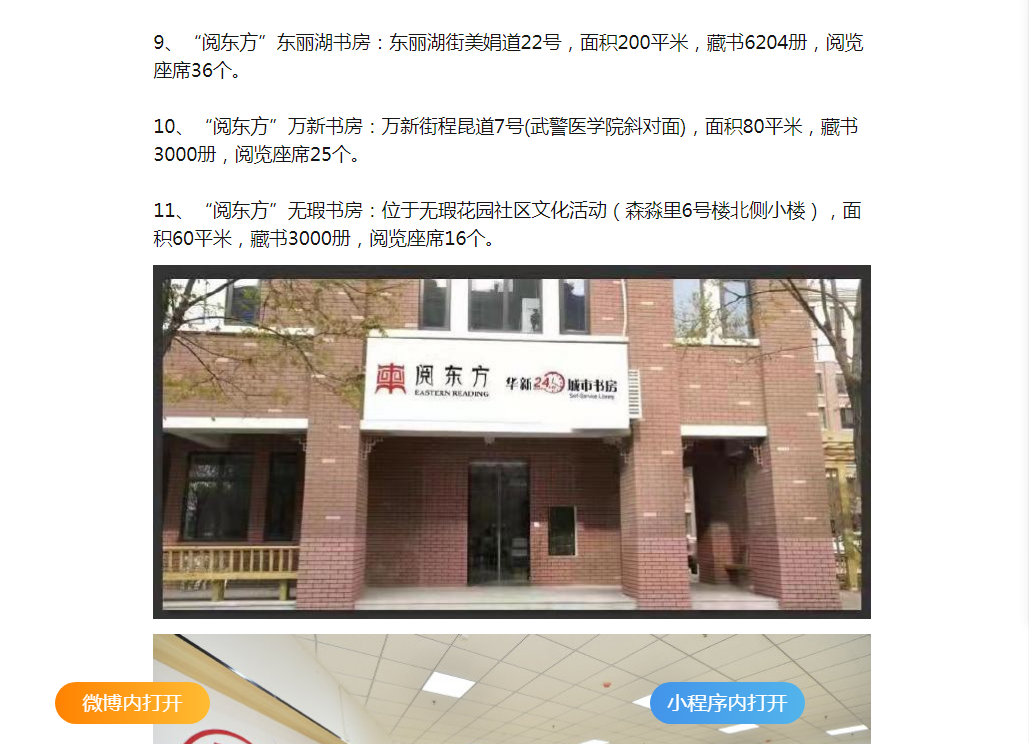 9、“阅东方”东丽湖书房：东丽湖街美娟道22号，面积200平米，藏书6204册，阅览
座席36个。
10、“阅东方”万新书房：万新街程昆道7号(武警医学院斜对面)，面积80平米，藏书
3000册，阅览座席25个。
11、“阅东方”无瑕书房：位于无瑕花园社区文化活动（森淼里6号楼北侧小楼），面
积60平米，藏书3000册，阅览座席16个。
阅东方
EASTERN READING
华新24小时城市书房
Self-Service Library
微博内打开
小程序内打开